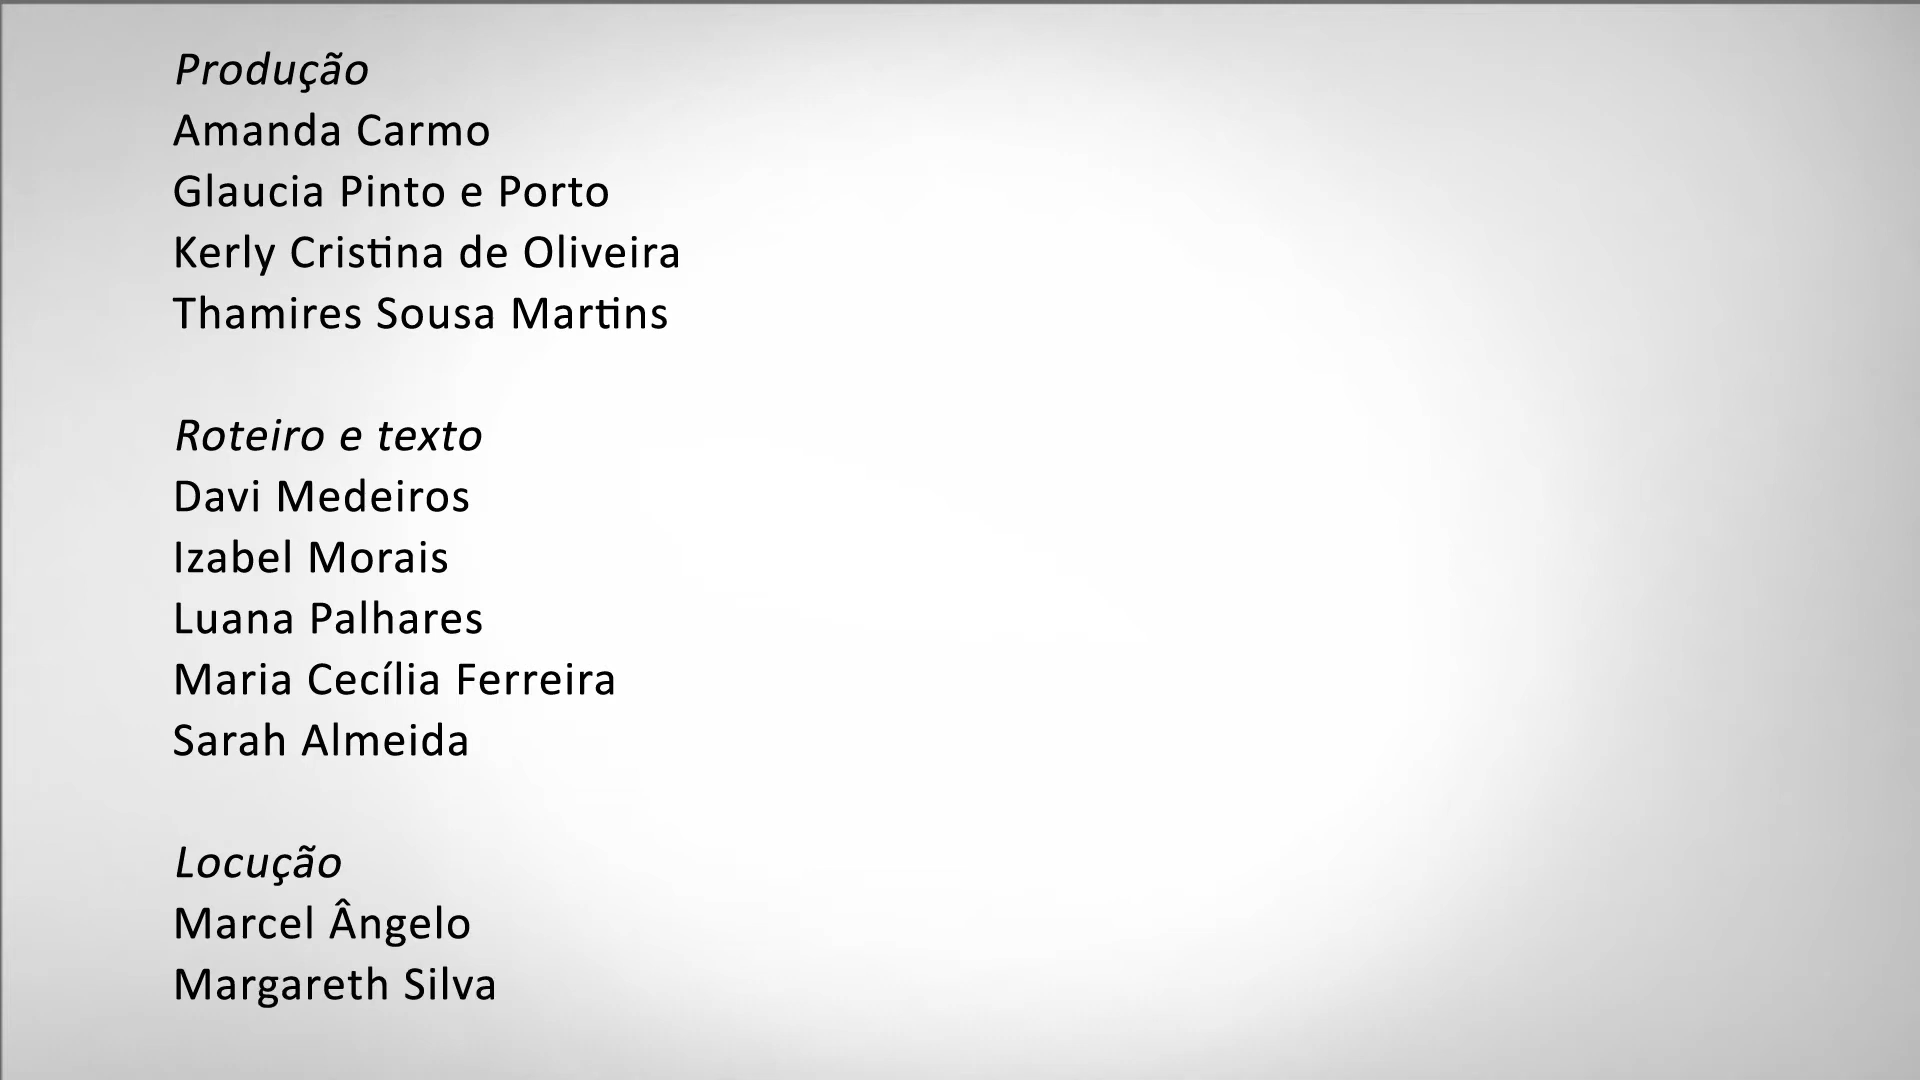 Produção
Amanda Carmo
Glaucia Pinto e Porto
Kerly Cristina de Oliveira
Thamires Sousa Martins
Roteiro e texto
Davi Medeiros
Izabel Morais
Luana Palhares
Maria Cecília Ferreira
Sarah Almeida
Locução
Marcel Ângelo
Margareth Silva